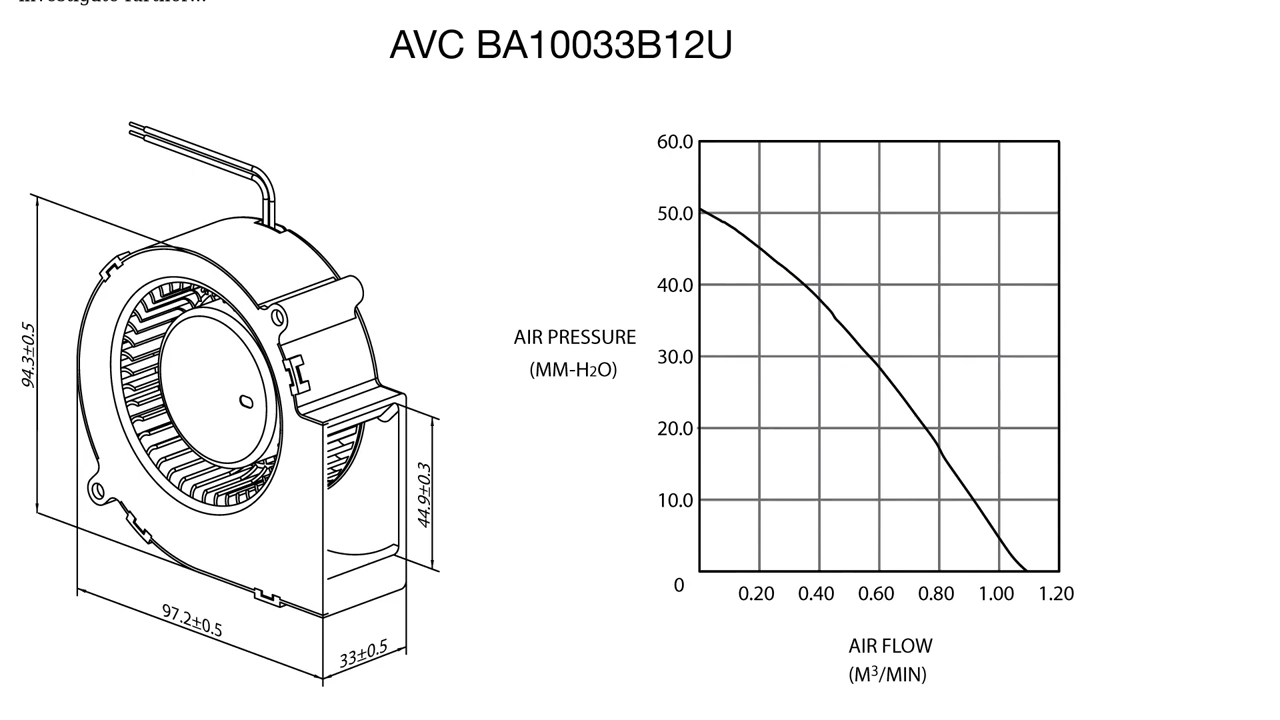 AVC BA10033B12U
94.3±0.5
97.2±0.5
33±0.5
44.9±0.3
AIR PRESSURE
(MM-H2O)
60.0
50.0
40.0
30.0
20.0
10.0
0
0.20 0.40 0.60 0.80 1.00 1.20
AIR FLOW
(M³/MIN)